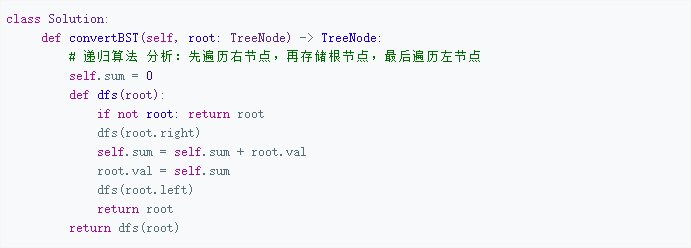 class Solution:
    def convertBST(self, root: TreeNode) -> TreeNode:
        # 递归算法 分析：先遍历右节点，再存储根节点，最后遍历左节点
        self.sum = 0
        def dfs(root):
            if not root: return root
            dfs(root.right)
            self.sum = self.sum + root.val
            root.val = self.sum
            dfs(root.left)
            return root
        return dfs(root)